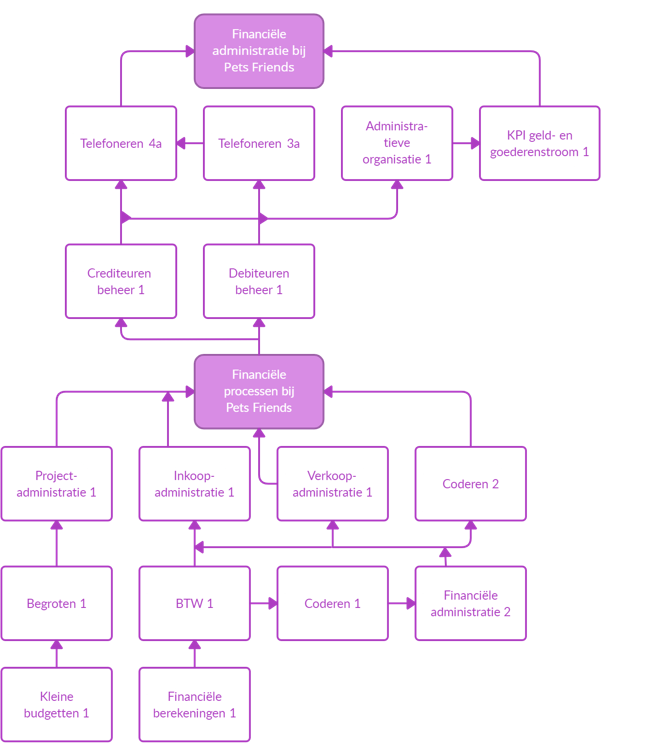 Financiële
administratie bij
Pets Friends
Telefoneren 4a
Telefoneren 3a
Administra-
tieve
organisatie 1
KPI geld- en
goederenstroom 1
Crediteuren
beheer 1
Debiteuren
beheer 1
Financiële
processen bij
Pets Friends
Project-
administratie 1
Inkoop-
administratie 1
Verkoop-
administratie 1
Coderen 2
Begroten 1
BTW 1
Coderen 1
Financiële
administratie 2
Kleine
budgetten 1
Financiële
berekeningen 1